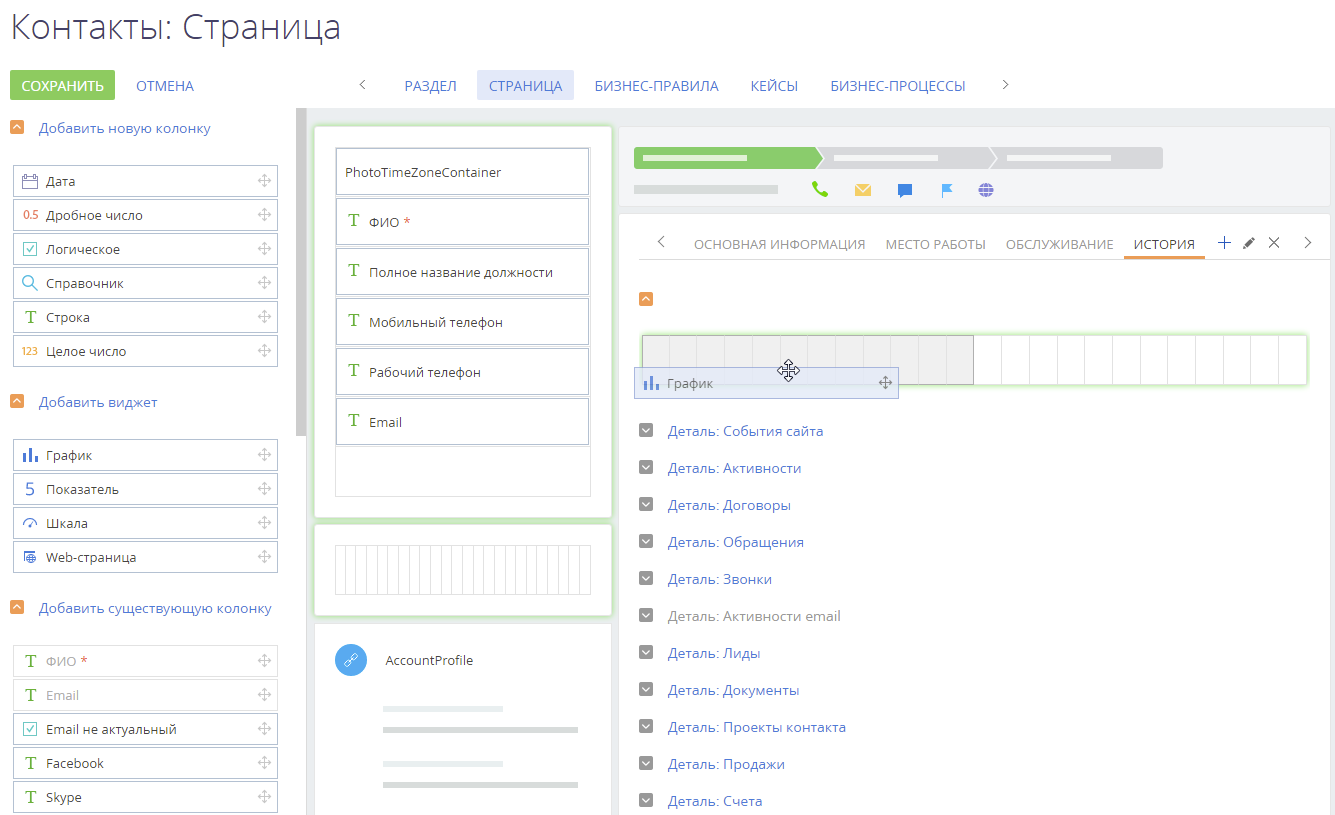 Контакты: Страница
СОХРАНИТЬ ОТМЕНА РАЗДЕЛ СТРАНИЦА БИЗНЕС-ПРАВИЛА КЕЙСЫ БИЗНЕС-ПРОЦЕССЫ
Добавить новую колонку
Дата
0.5 Дробное число
Логическое
Справочник
T Строка
123 Целое число
Добавить виджет
График
5 Показатель
Шкала
Web-страница
Добавить существующую колонку
T ФИО *
T Email
Email не актуальный
T Facebook
T Skype
PhotoTimeZoneContainer
T ФИО *
T Полное название должности
T Мобильный телефон
T Рабочий телефон
T Email
AccountProfile
ОСНОВНАЯ ИНФОРМАЦИЯ МЕСТО РАБОТЫ ОБСЛУЖИВАНИЕ ИСТОРИЯ
График
Деталь: События сайта
Деталь: Активности
Деталь: Договоры
Деталь: Обращения
Деталь: Звонки
Деталь: Активности email
Деталь: Лиды
Деталь: Документы
Деталь: Проекты контакта
Деталь: Продажи
Деталь: Счета